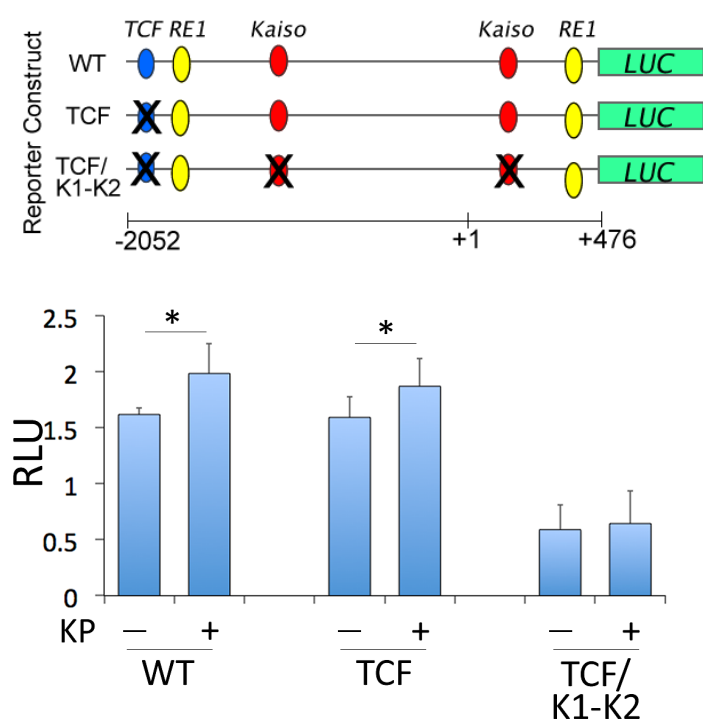 TCF RE1 Kaiso Kaiso RE1
Reporter Construct
WT LUC
TCF X LUC
TCF/
K1-K2 X X X LUC
-2052 +1 +476
RLU
2.5
2
1.5
1
0.5
0
* *
KP — + — + — +
WT TCF TCF/
K1-K2